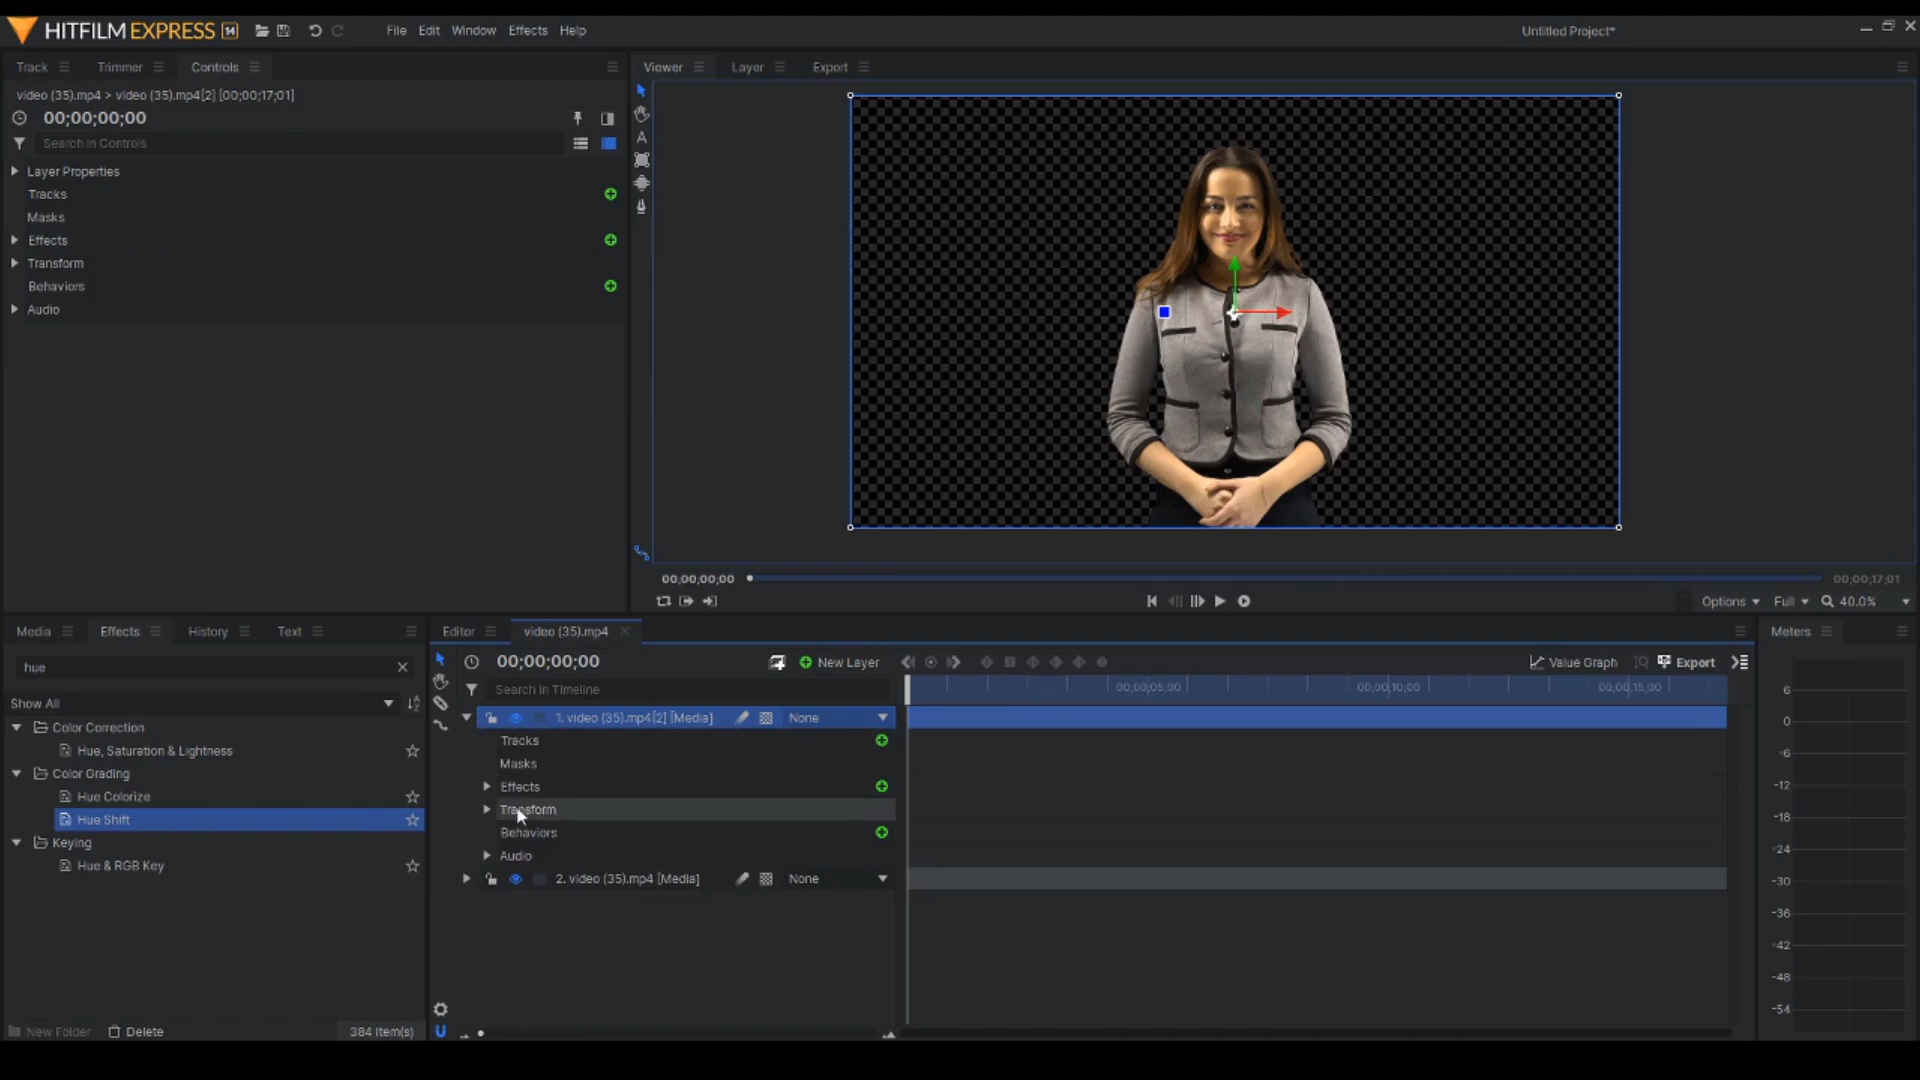 HITFILM EXPRESS 14 File Edit Window Effects Help Untitled Project*
Track Trimmer Controls
video (35).mp4 > video (35).mp4[2] [00;00;17;01]
00;00;00;00
Search in Controls
Layer Properties
Tracks
Masks
Effects
Transform
Behaviors
Audio
Viewer Layer Export
A
00;00;00;00 00;00;17;01
Options Full 40.0%
Media Effects History Text
hue
Show All
Color Correction
Hue, Saturation & Lightness
Color Grading
Hue Colorize
Hue Shift
Keying
Hue & RGB Key
New Folder Delete 384 Item(s)
Editor video (35).mp4
00;00;00;00 New Layer Value Graph Export
Search in Timeline 00;00;05;00 00;00;10;00 00;00;15;00
1. video (35).mp4[2] [Media] None
Tracks
Masks
Effects
Transform
Behaviors
Audio
2. video (35).mp4 [Media] None
Meters
6
0
-6
-12
-18
-24
-30
-36
-42
-48
-54